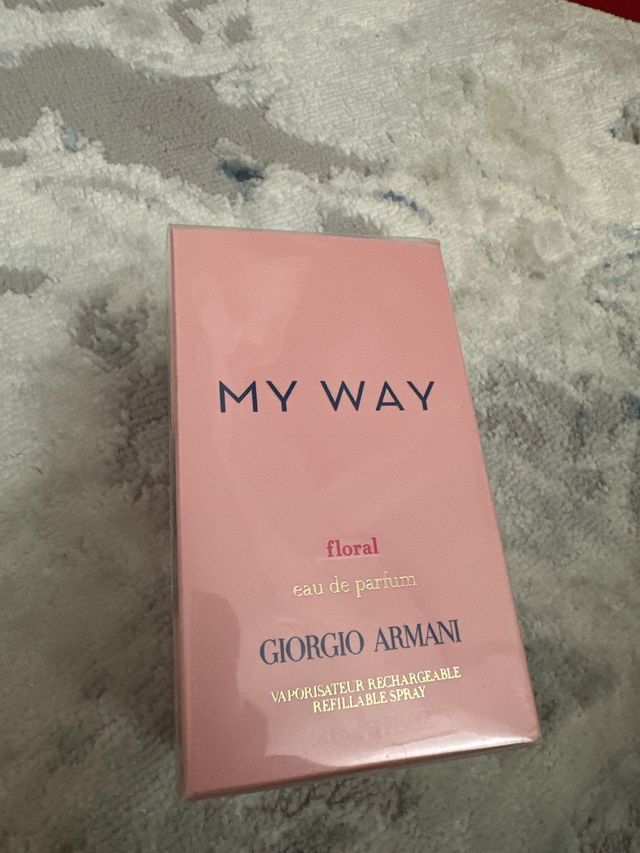 MY WAY
floral
eau de parfum
GIORGIO ARMANI
VAPORISATEUR RECHARGEABLE
REFILLABLE SPRAY